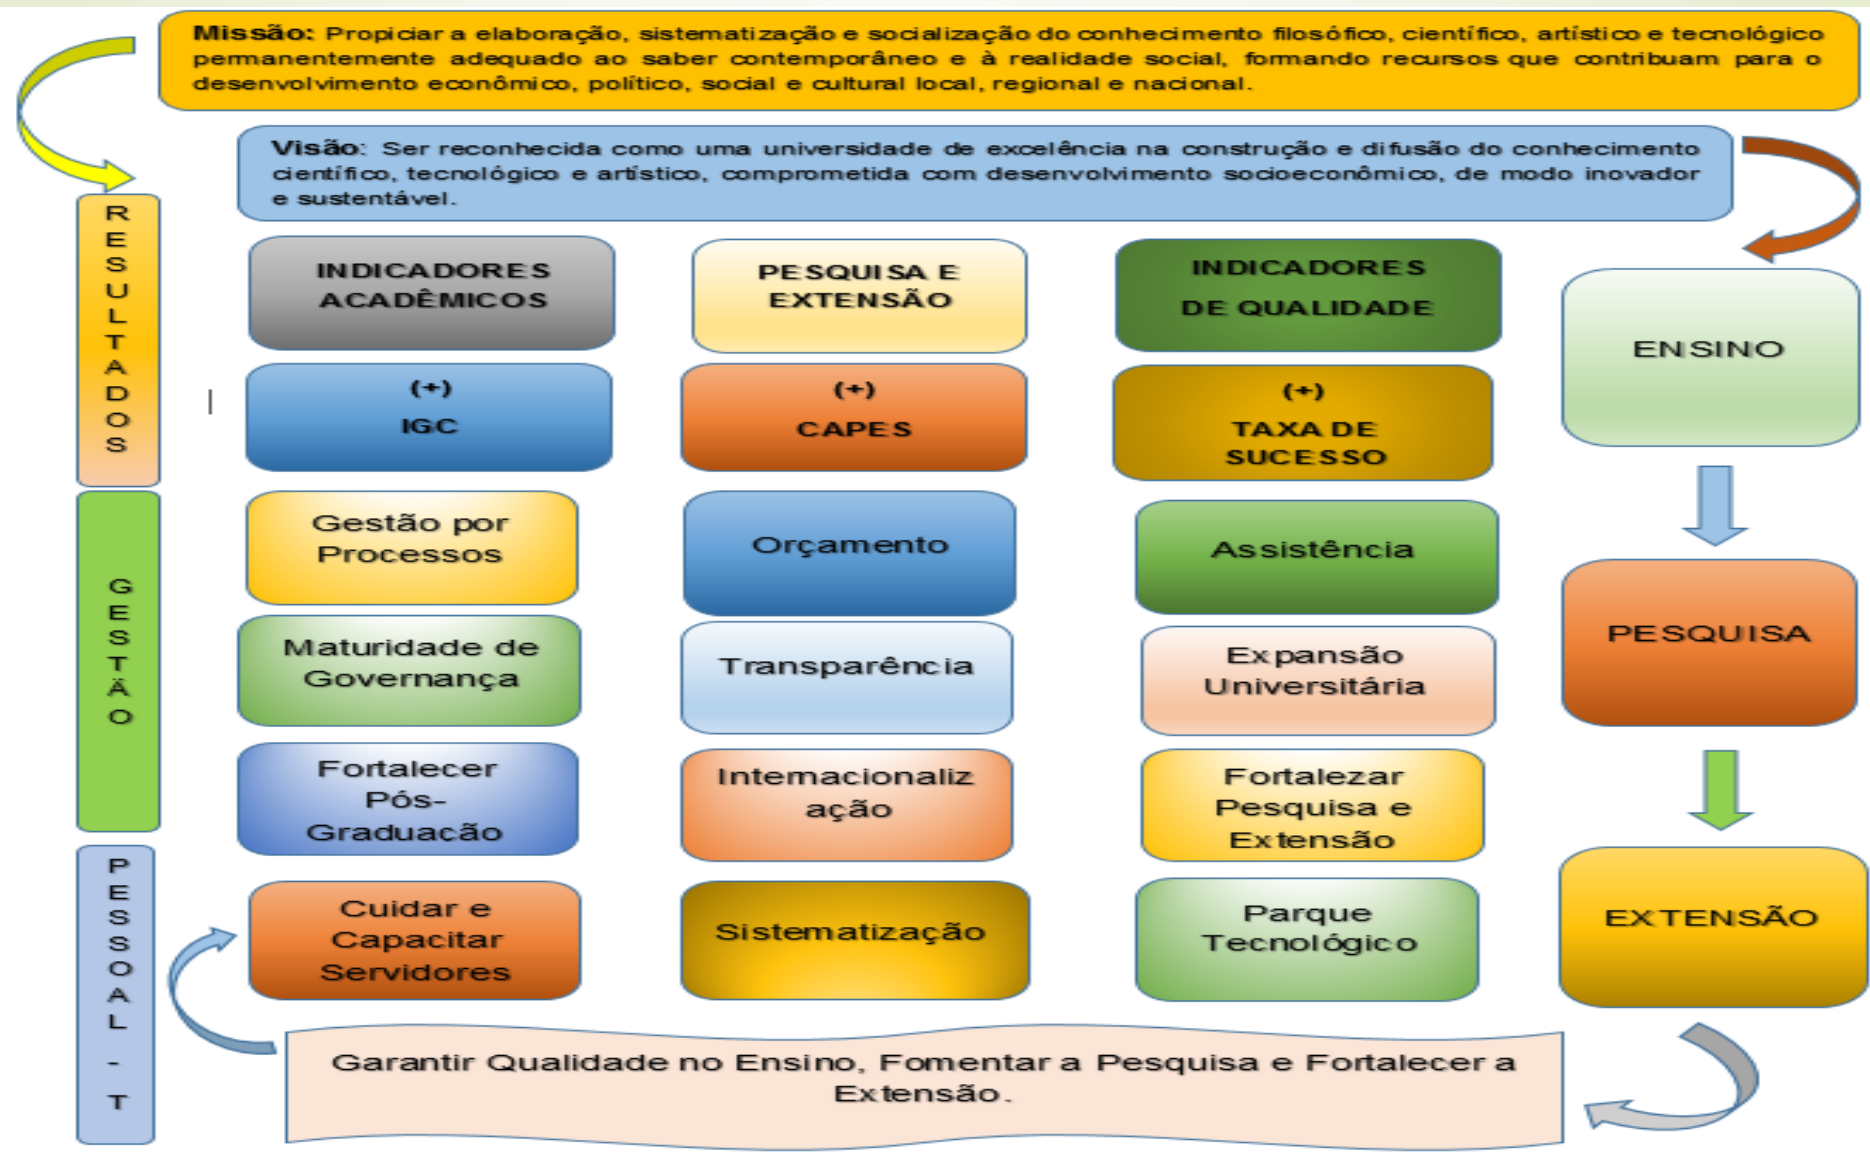 Missão: Propiciar a elaboração, sistematização e socialização do conhecimento filosófico, científico, artístico e tecnológico
permanentemente adequado ao saber contemporâneo e à realidade social, formando recursos que contribuam para o
desenvolvimento econômico, político, social e cultural local, regional e nacional.
Visão: Ser reconhecida como uma universidade de excelência na construção e difusão do conhecimento
científico, tecnológico e artístico, comprometida com desenvolvimento socioeconômico, de modo inovador
e sustentável.
RESULTADOS
INDICADORES
ACADÊMICOS
PESQUISA E
EXTENSÃO
INDICADORES
DE QUALIDADE
ENSINO
(+)
IGC
(+)
CAPES
(+)
TAXA DE
SUCESSO
GESTÄO
Gestão por
Processos
Orçamento
Assistência
PESQUISA
Maturidade de
Governança
Transparência
Expansão
Universitária
Fortalecer
Pós-
Graduacão
Internacionaliz
ação
Fortalezar
Pesquisa e
Extensão
PESSOAL - T
Cuidar e
Capacitar
Servidores
Sistematização
Parque
Tecnológico
EXTENSÃO
Garantir Qualidade no Ensino, Fomentar a Pesquisa e Fortalecer a
Extensão.